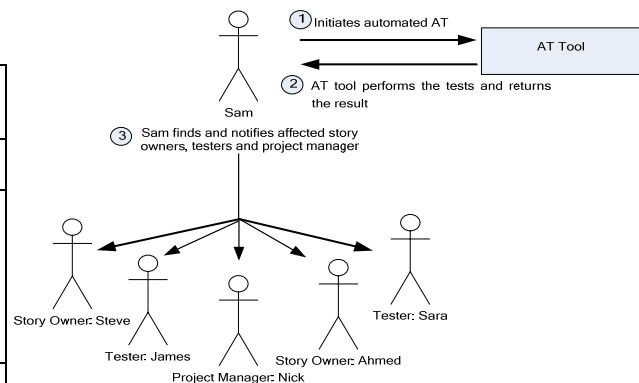 1 Initiates automated AT
AT Tool
2 AT tool performs the tests and returns
the result
Sam
3 Sam finds and notifies affected story
owners, testers and project manager
Story Owner: Steve
Tester: James
Project Manager: Nick
Story Owner: Ahmed
Tester: Sara